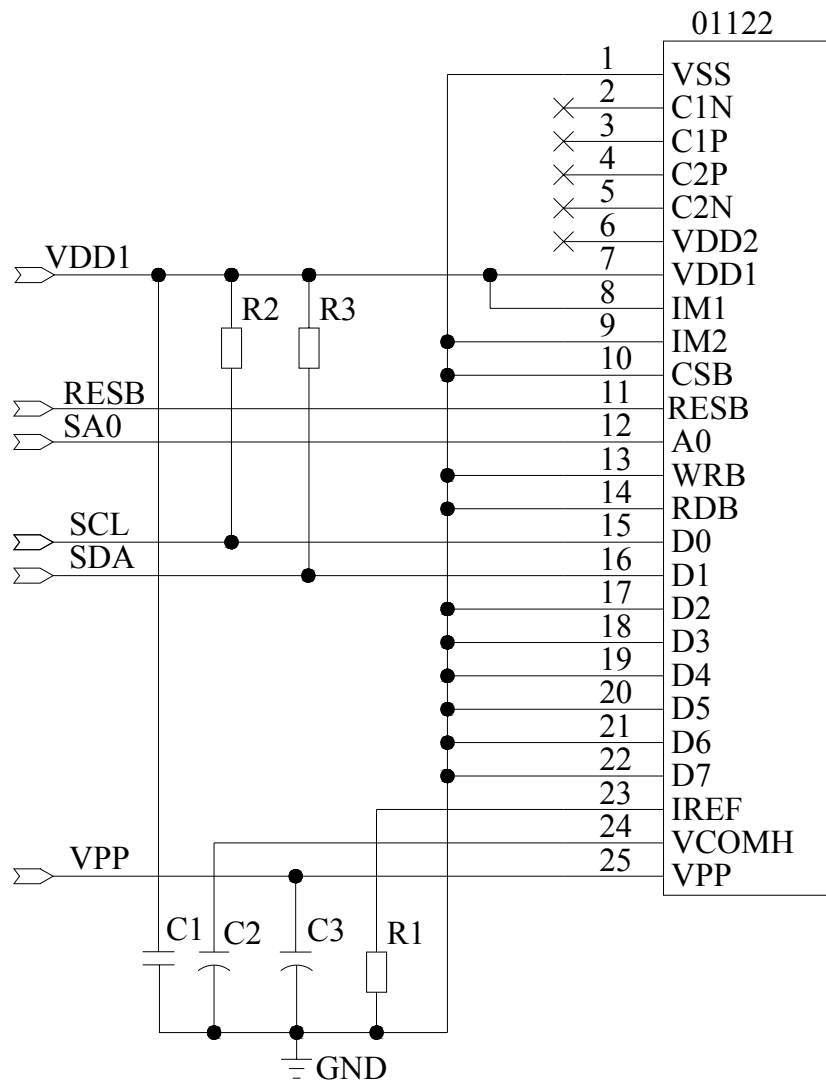 01122
1 VSS
2 C1N
3 C1P
4 C2P
5 C2N
6 VDD2
VDD1 7 VDD1
8 IM1
R2 R3
9 IM2
10 CSB
RESB 11 RESB
SA0 12 A0
13 WRB
14 RDB
SCL 15 D0
SDA 16 D1
17 D2
18 D3
19 D4
20 D5
21 D6
22 D7
23 IREF
24 VCOMH
VPP 25 VPP
C1 C2 C3 R1
GND